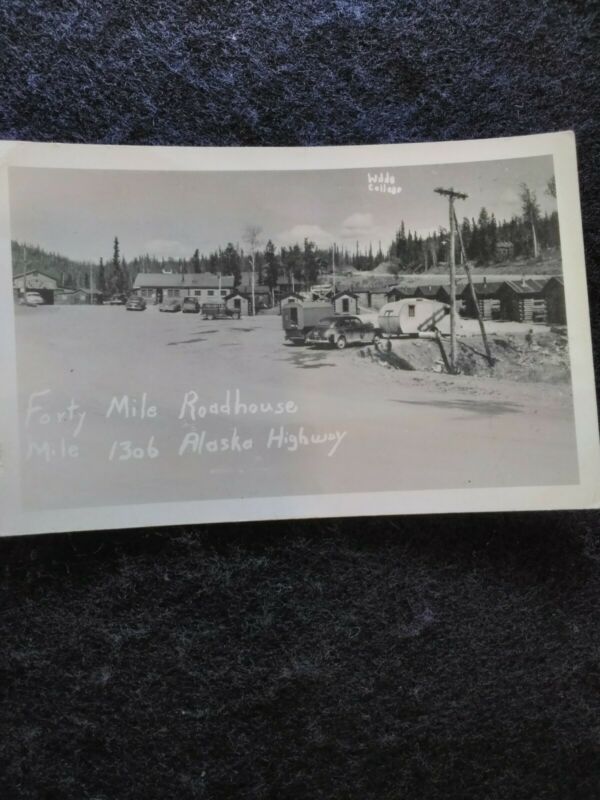 Wdds
College
Forty Mile Roadhouse
Mile 1306 Alaska Highway